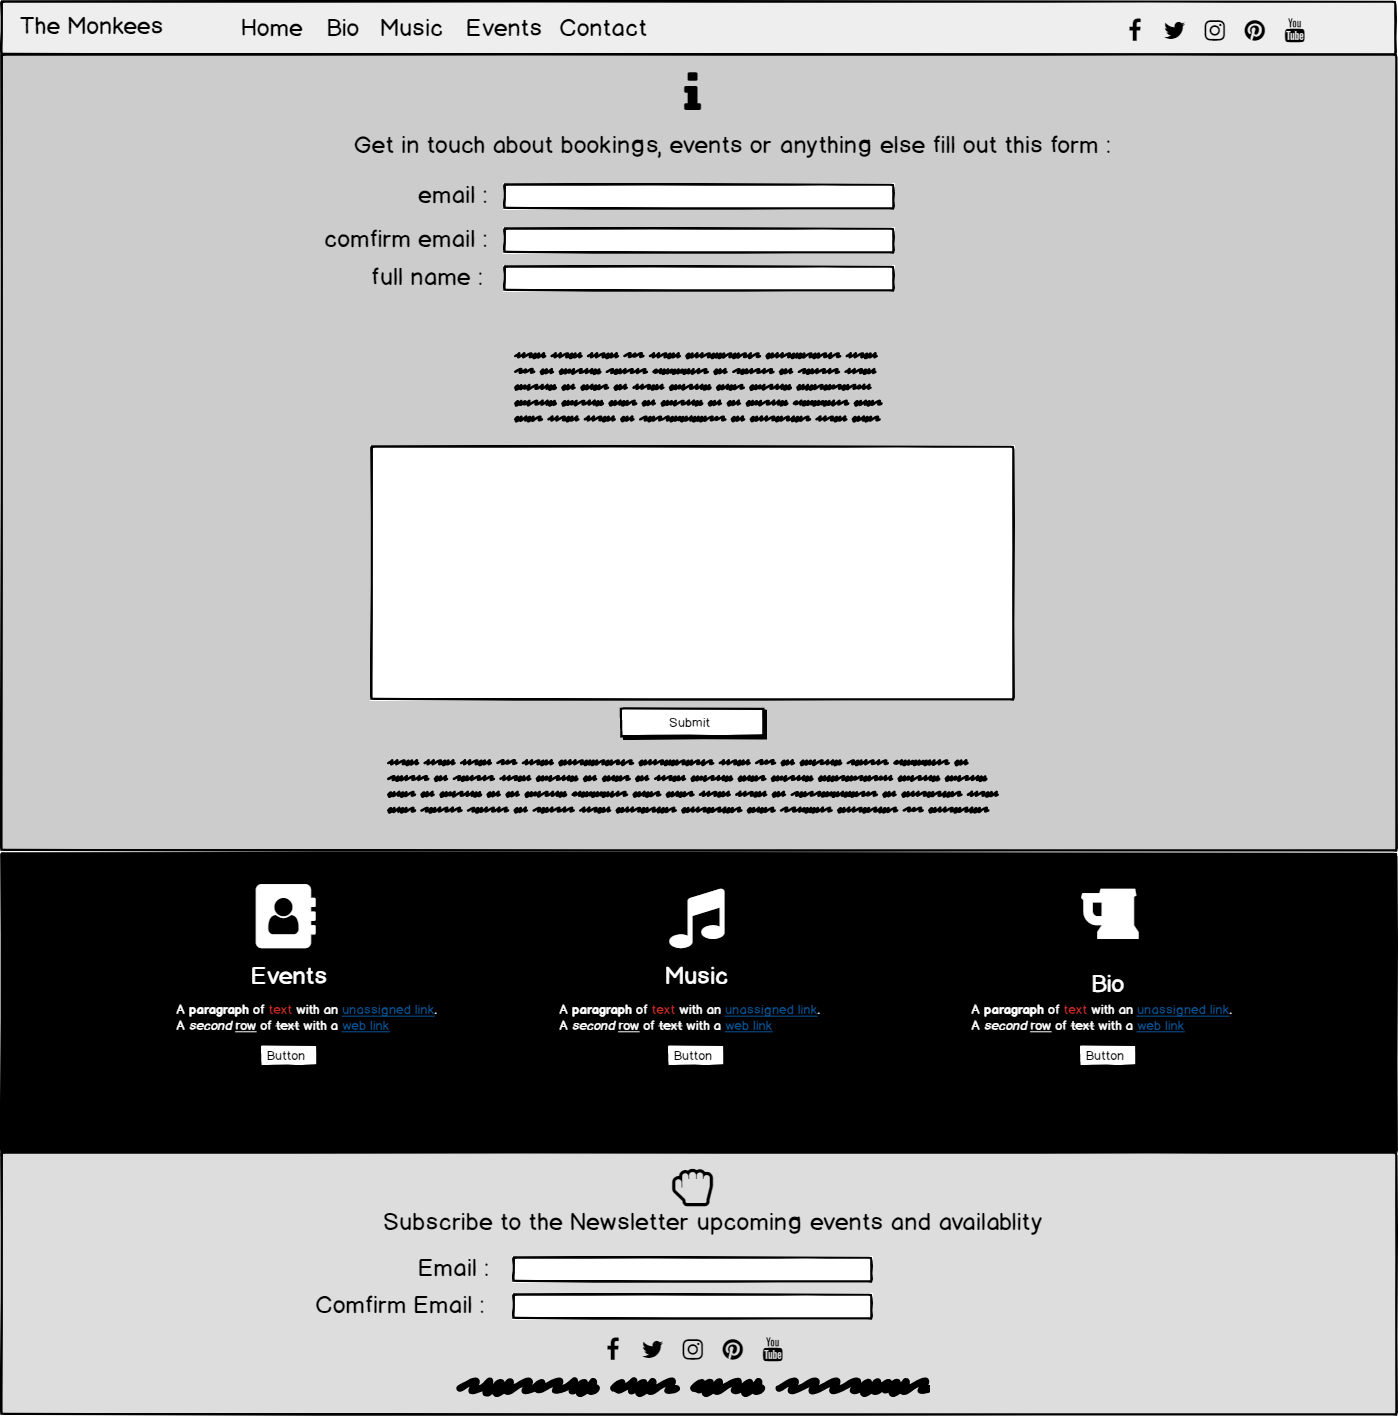 The Monkees Home Bio Music Events Contact You Tube
Get in touch about bookings, events or anything else fill out this form :
email :
comfirm email :
full name :
Submit
Events
A paragraph of text with an unassigned link.
A second row of text with a web link
Button
Music
A paragraph of text with an unassigned link.
A second row of text with a web link
Button
Bio
A paragraph of text with an unassigned link.
A second row of text with a web link
Button
Subscribe to the Newsletter upcoming events and availablity
Email :
Comfirm Email :
You Tube